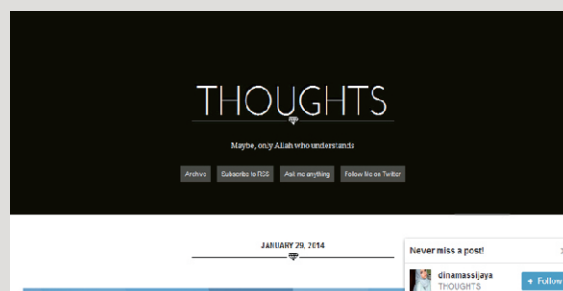 THOUGHTS
Maybe, only Allah who understands
Archive Subscribe to RSS Ask me anything Follow Me on Twitter
JANUARY 29, 2014
Never miss a post!
dinamassijaya
THOUGHTS
+ Follow